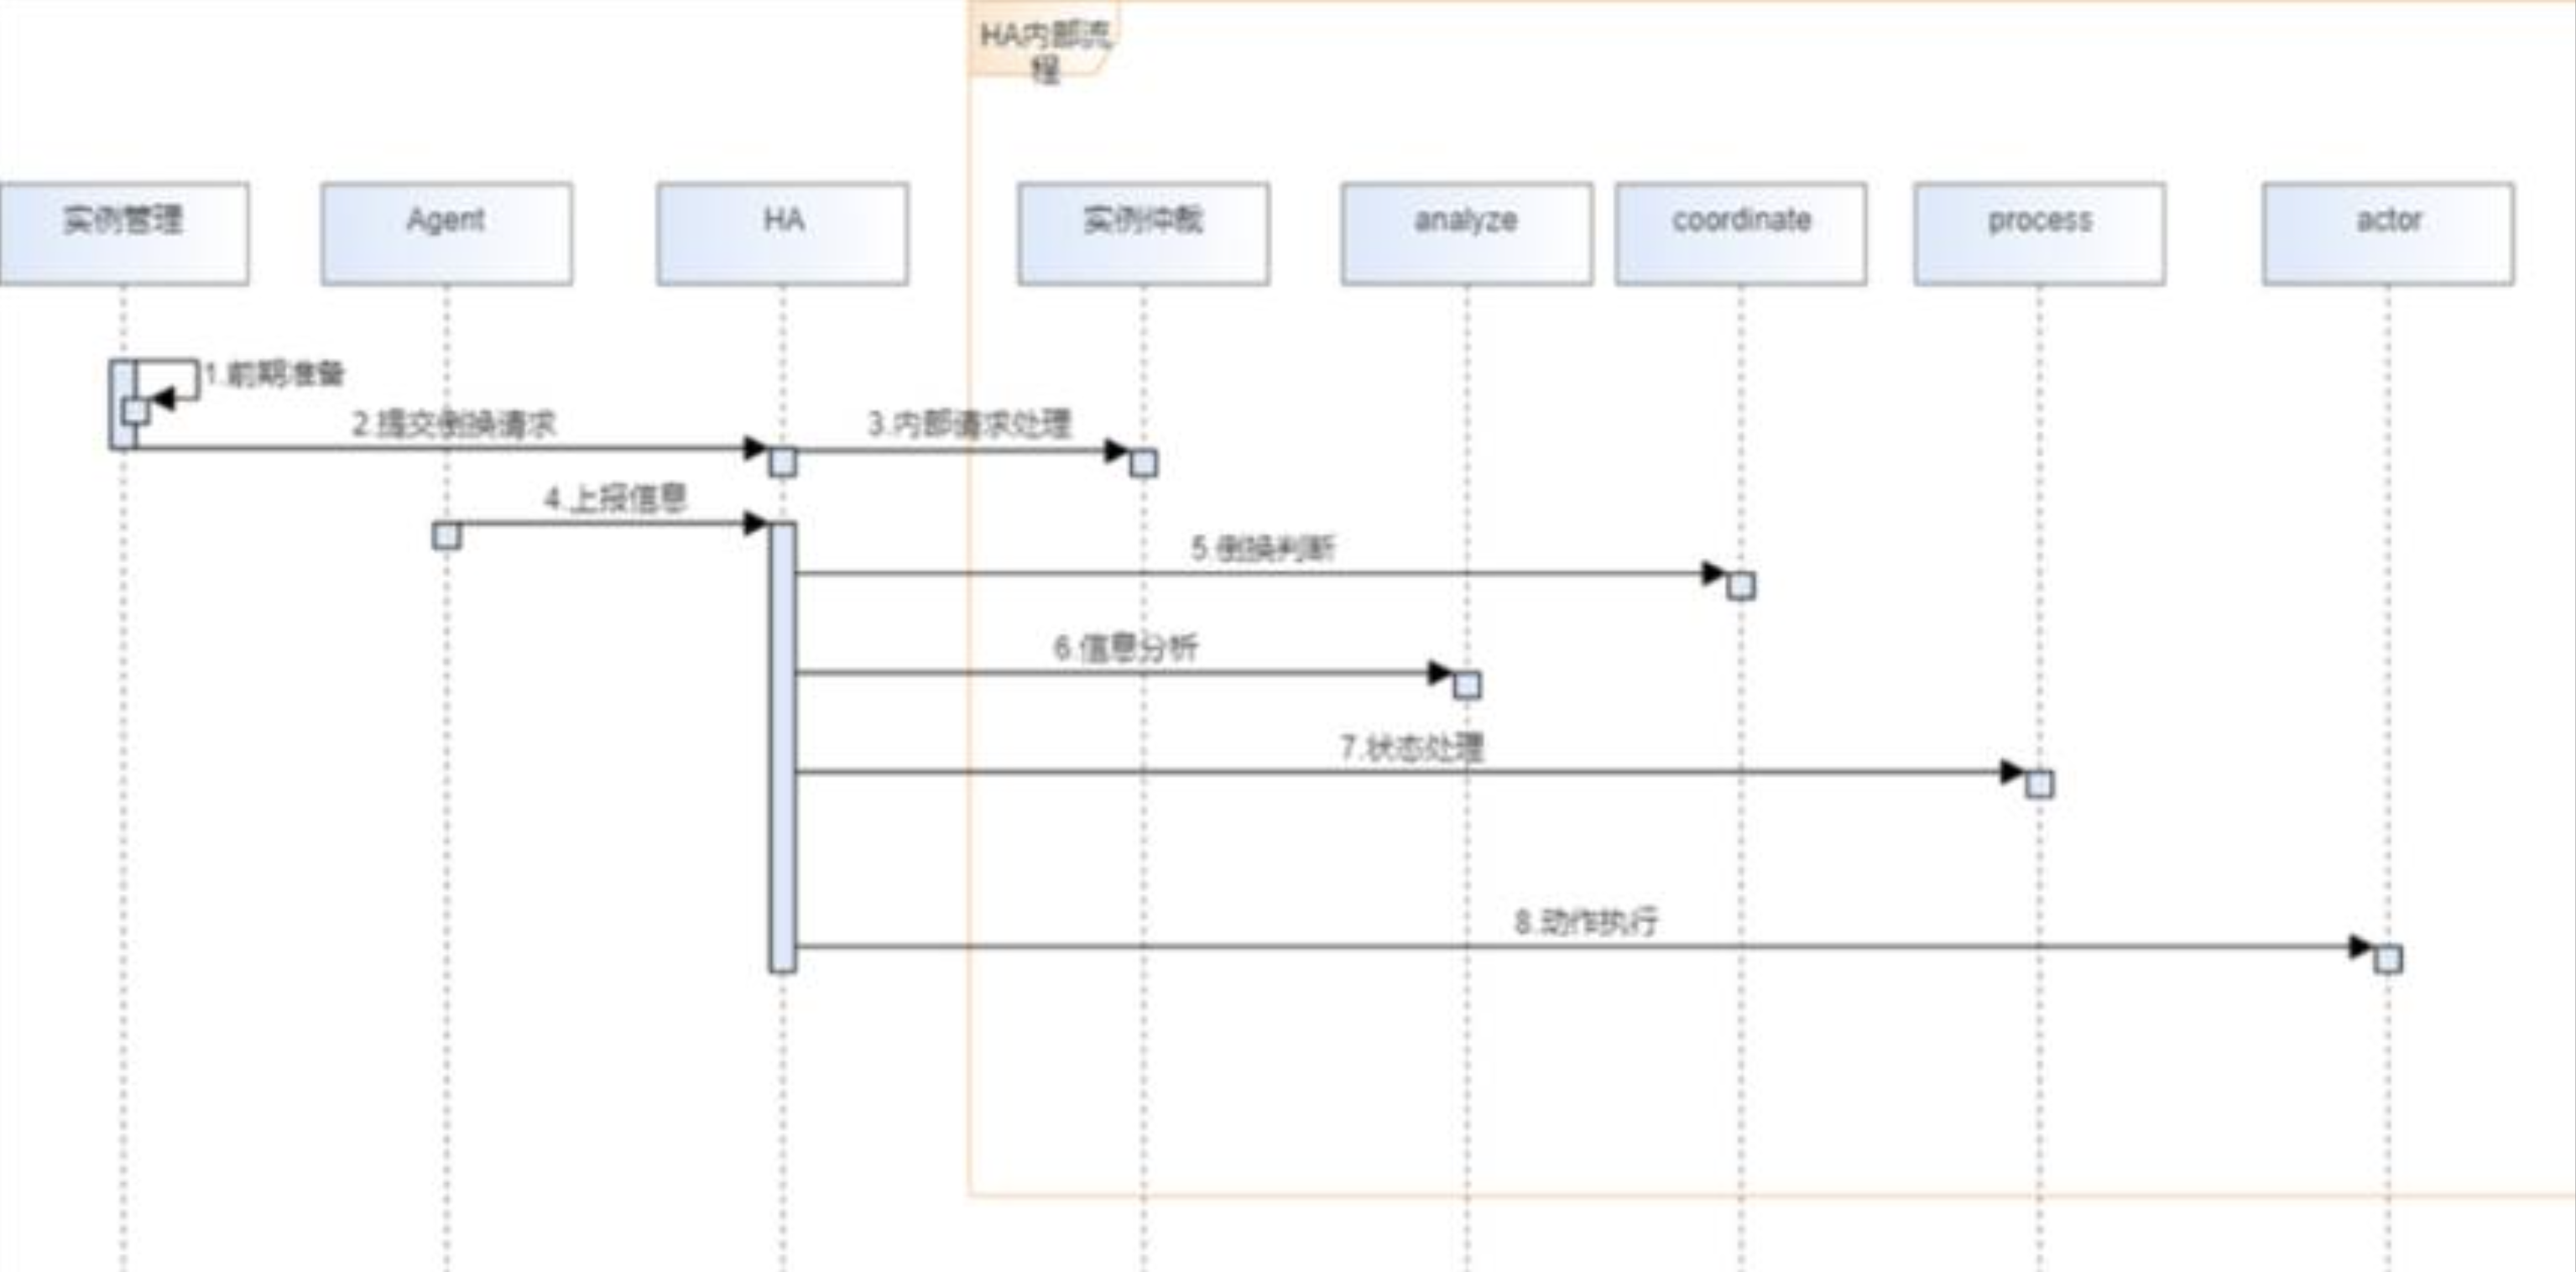 HA内部流
程
实例管理
Agent
HA
实例仲裁
analyze
coordinate
process
actor
1.前期准备
2.提交倒换请求
3.内部请求处理
4.上报信息
5.倒换判断
6.信息分析
7.状态处理
8.动作执行